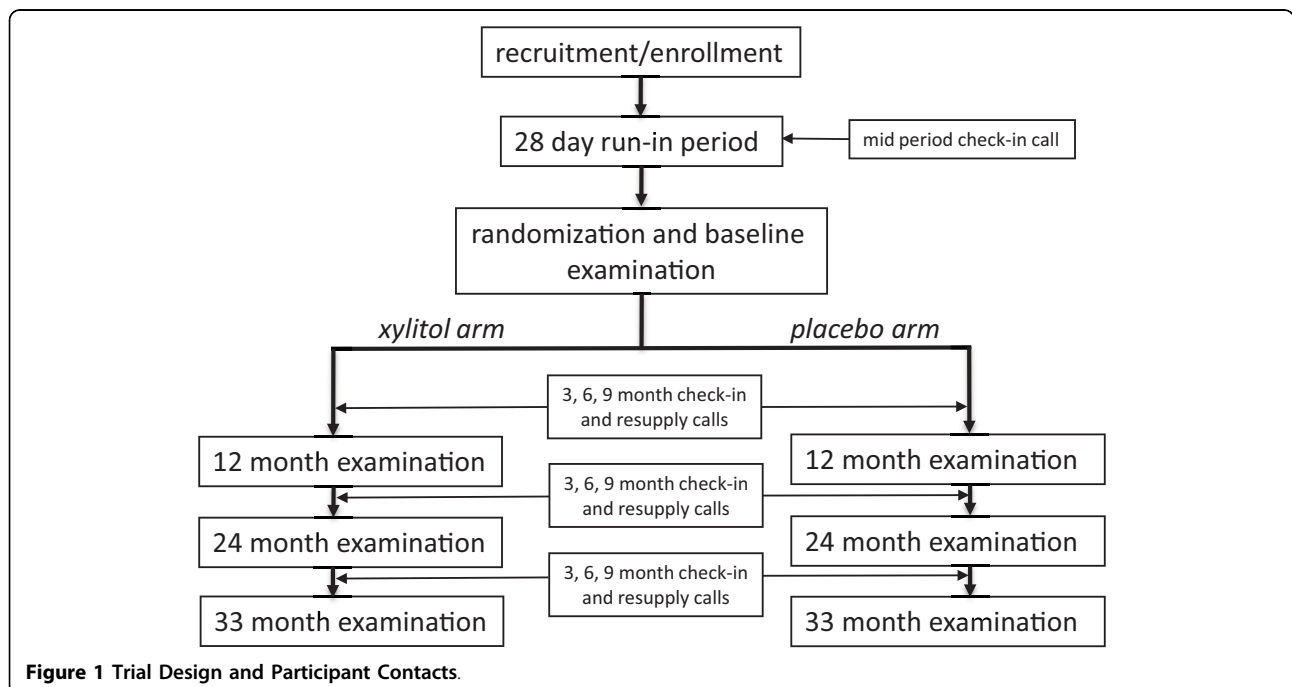 recruitment/enrollment
28 day run-in period
mid period check-in call
randomization and baseline
examination
xylitol arm
placebo arm
3, 6, 9 month check-in
and resupply calls
12 month examination
12 month examination
3, 6, 9 month check-in
and resupply calls
24 month examination
24 month examination
3, 6, 9 month check-in
and resupply calls
33 month examination
33 month examination
Figure 1 Trial Design and Participant Contacts.